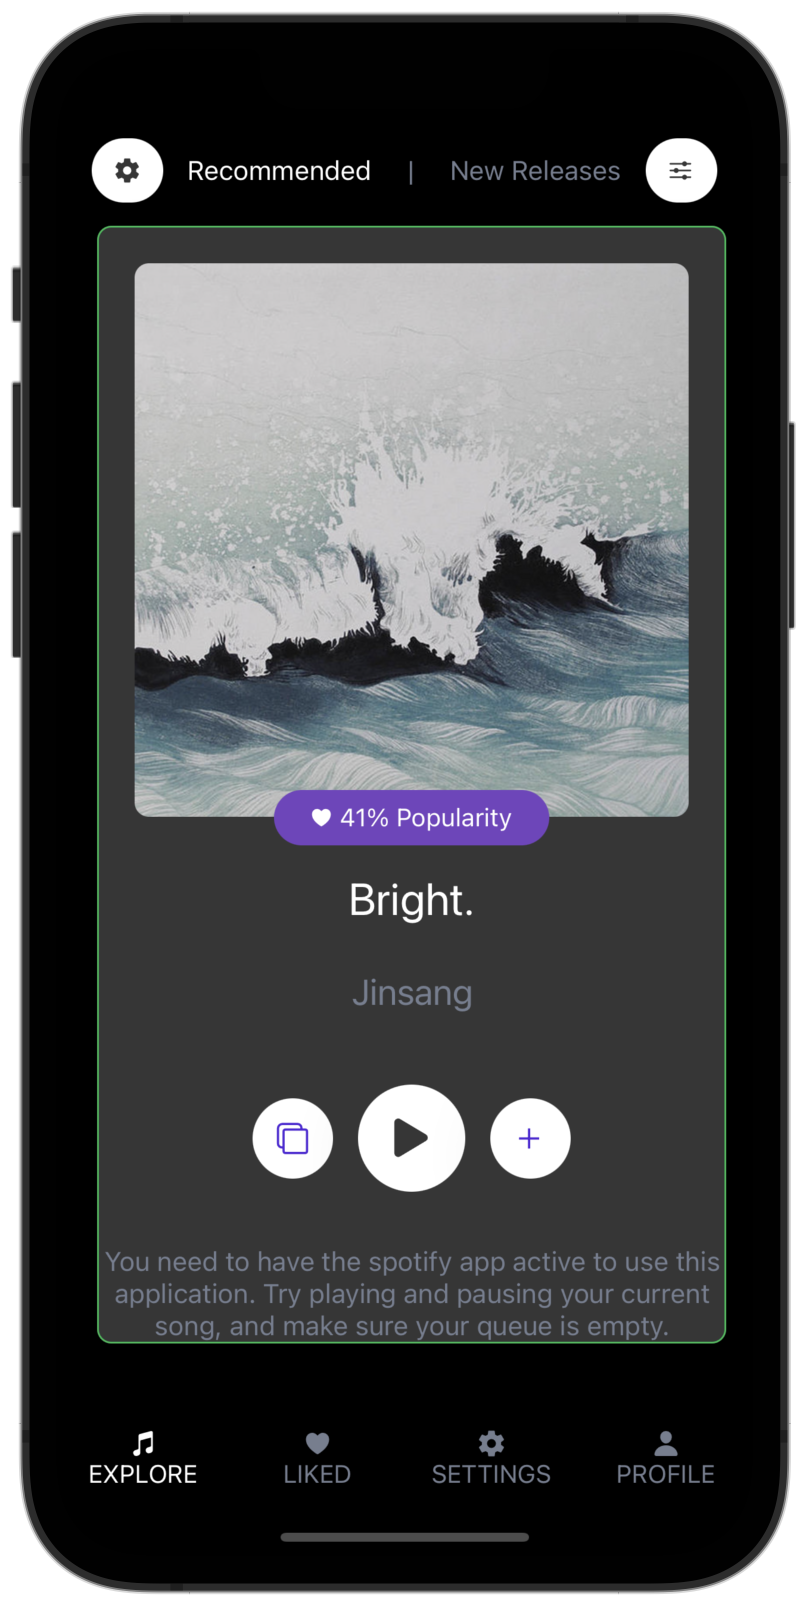 Recommended | New Releases
41% Popularity
Bright.
Jinsang
You need to have the spotify app active to use this
application. Try playing and pausing your current
song, and make sure your queue is empty.
EXPLORE LIKED SETTINGS PROFILE